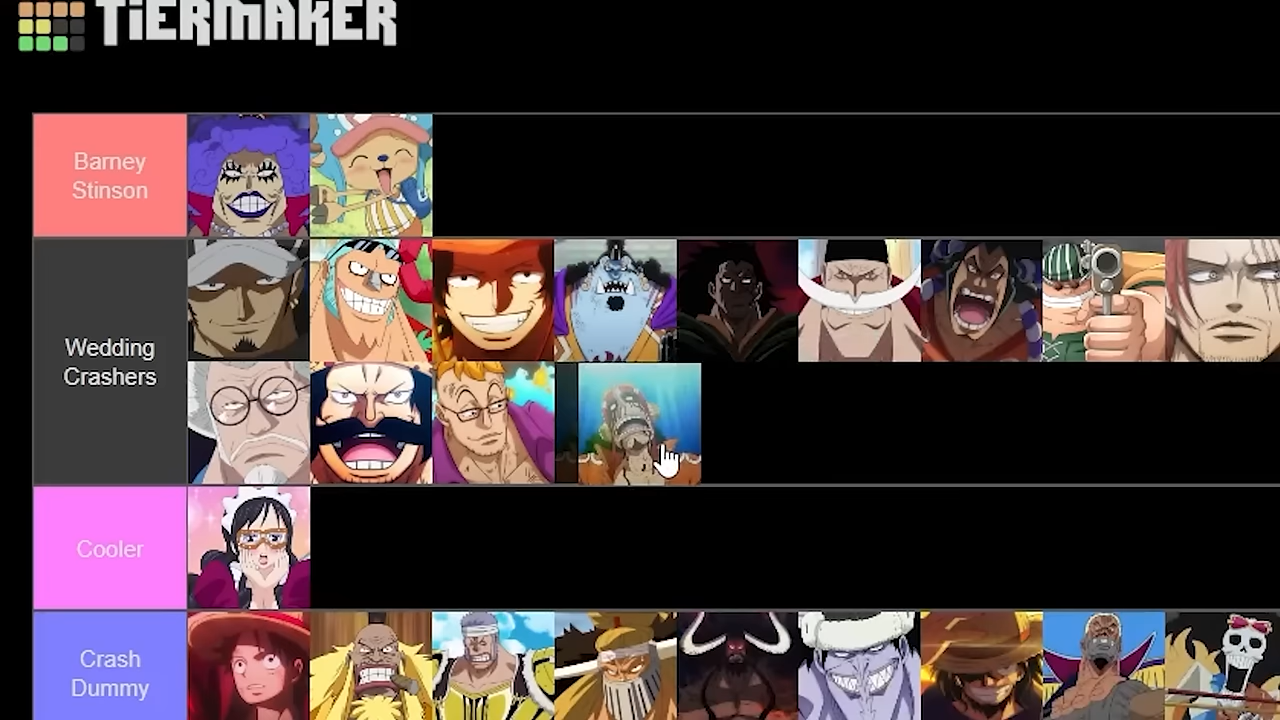 TiERMAKER
Barney
Stinson
Wedding
Crashers
Cooler
Crash
Dummy